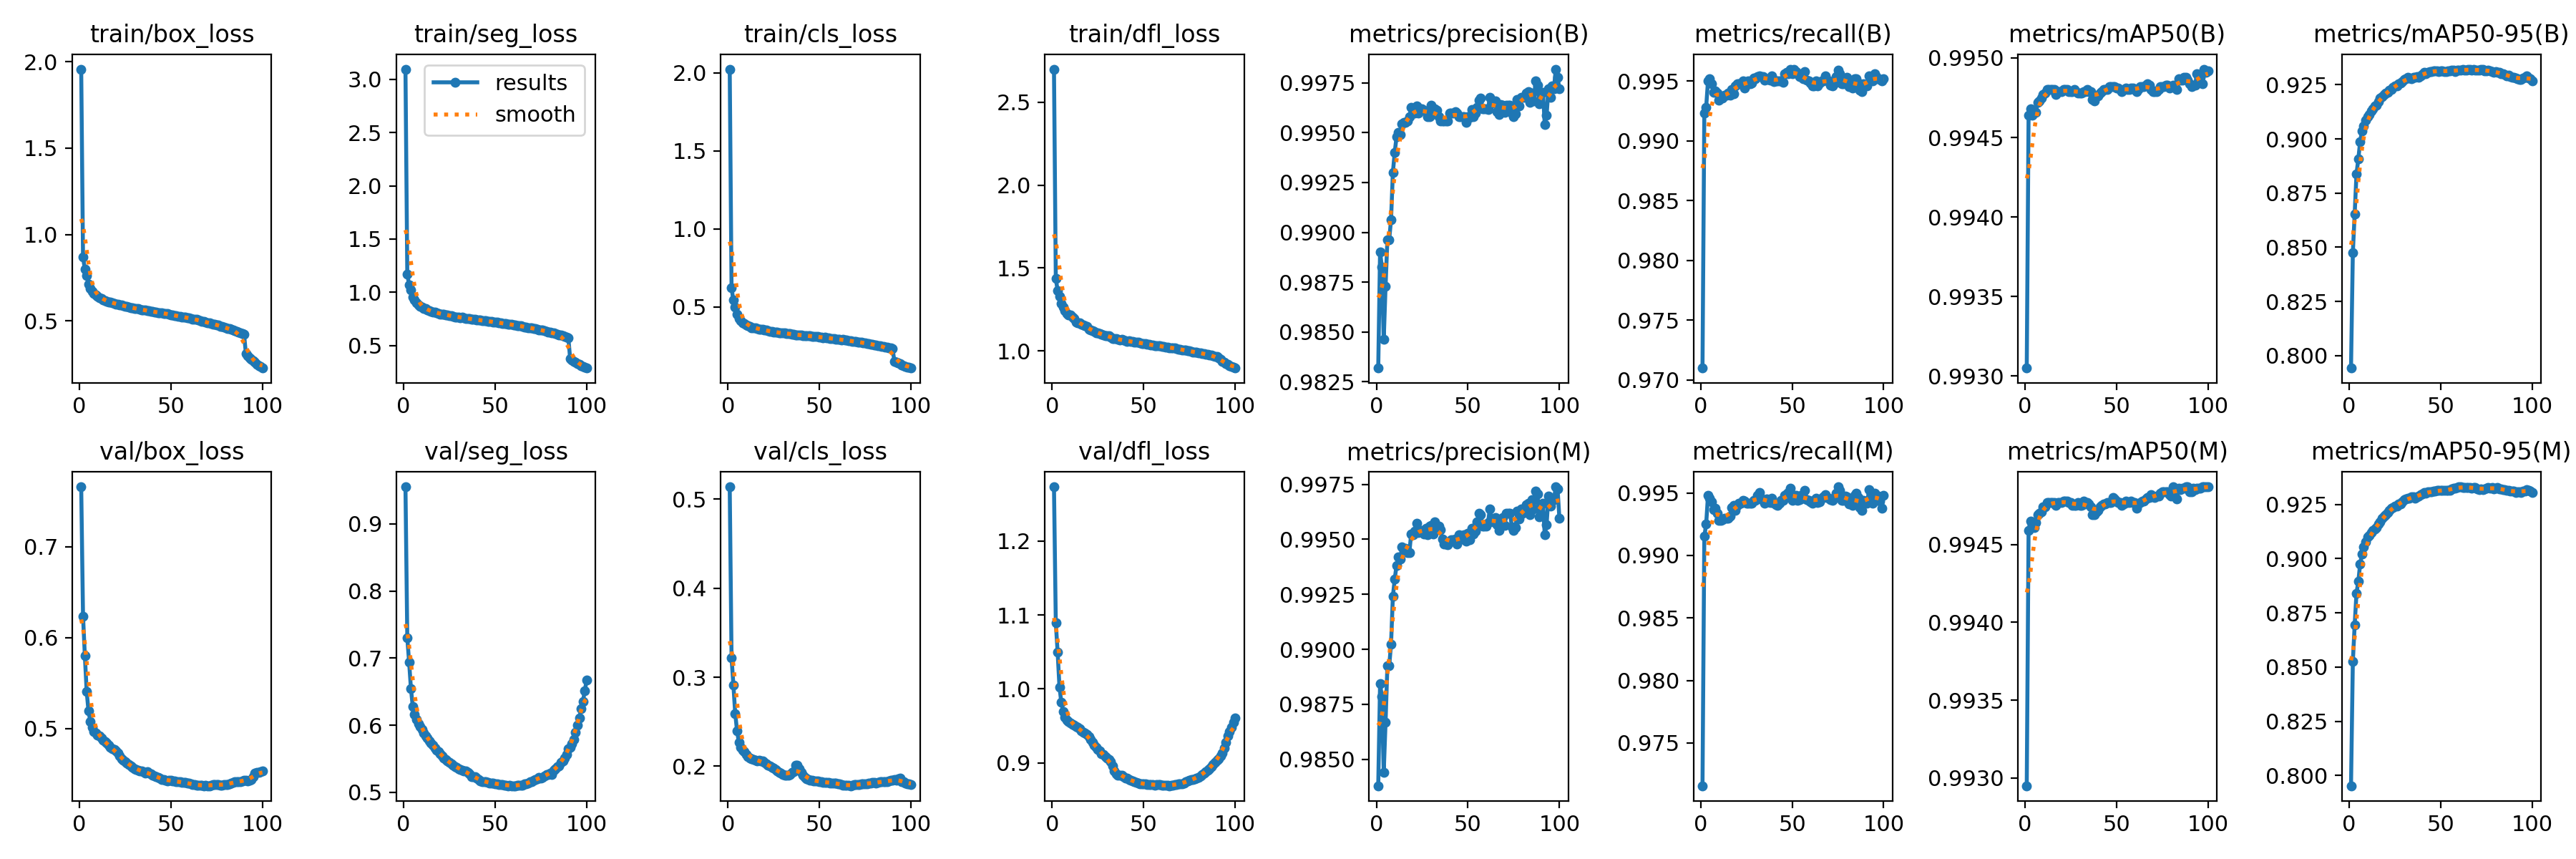 train/box_loss
2.0
1.5
1.0
0.5
0 50 100
train/seg_loss
results
smooth
3.0
2.5
2.0
1.5
1.0
0.5
0 50 100
train/cls_loss
2.0
1.5
1.0
0.5
0 50 100
train/dfl_loss
2.5
2.0
1.5
1.0
0 50 100
metrics/precision(B)
0.9975
0.9950
0.9925
0.9900
0.9875
0.9850
0.9825
0 50 100
metrics/recall(B)
0.995
0.990
0.985
0.980
0.975
0.970
0 50 100
metrics/mAP50(B)
0.9950
0.9945
0.9940
0.9935
0.9930
0 50 100
metrics/mAP50-95(B)
0.925
0.900
0.875
0.850
0.825
0.800
0 50 100
val/box_loss
0.7
0.6
0.5
0 50 100
val/seg_loss
0.9
0.8
0.7
0.6
0.5
0 50 100
val/cls_loss
0.5
0.4
0.3
0.2
0 50 100
val/dfl_loss
1.2
1.1
1.0
0.9
0 50 100
metrics/precision(M)
0.9975
0.9950
0.9925
0.9900
0.9875
0.9850
0 50 100
metrics/recall(M)
0.995
0.990
0.985
0.980
0.975
0 50 100
metrics/mAP50(M)
0.9945
0.9940
0.9935
0.9930
0 50 100
metrics/mAP50-95(M)
0.925
0.900
0.875
0.850
0.825
0.800
0 50 100